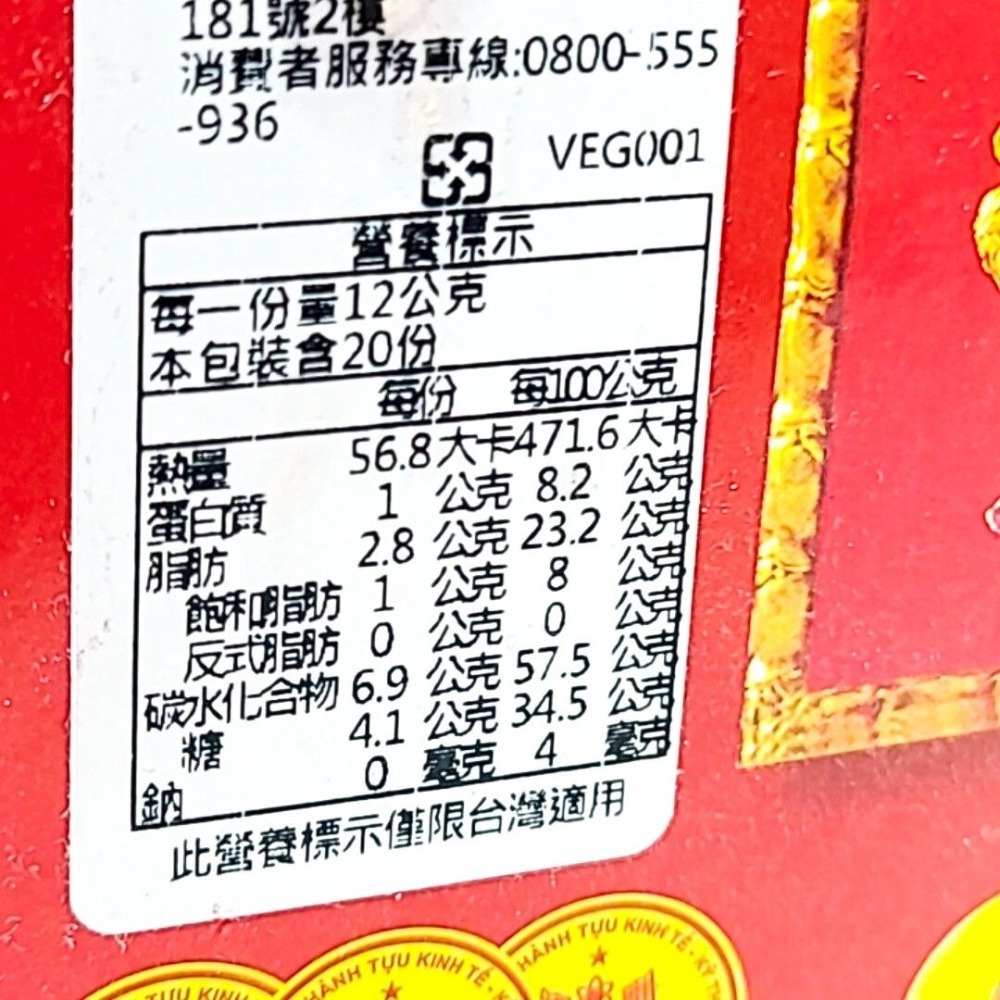 181號2樓
消費者服務專線:0800-555
-936
VEG001
營養標示
每一份量12公克
本包裝含20份
每份 每100公克
熱量 56.8大卡 471.6大卡
蛋白質 1 公克 8.2 公克
脂肪 2.8 公克 23.2 公克
飽和脂肪 1 公克 8 公克
反式脂肪 0 公克 0 公克
碳水化合物 6.9 公克 57.5 公克
糖 4.1 公克 34.5 公克
鈉 0 毫克 4 毫克
此營養標示僅限台灣適用
HÀNH TỰU KINH TẾ - KỸ TH
HÀNH TỰU KINH TẾ - K
TỰU KINH